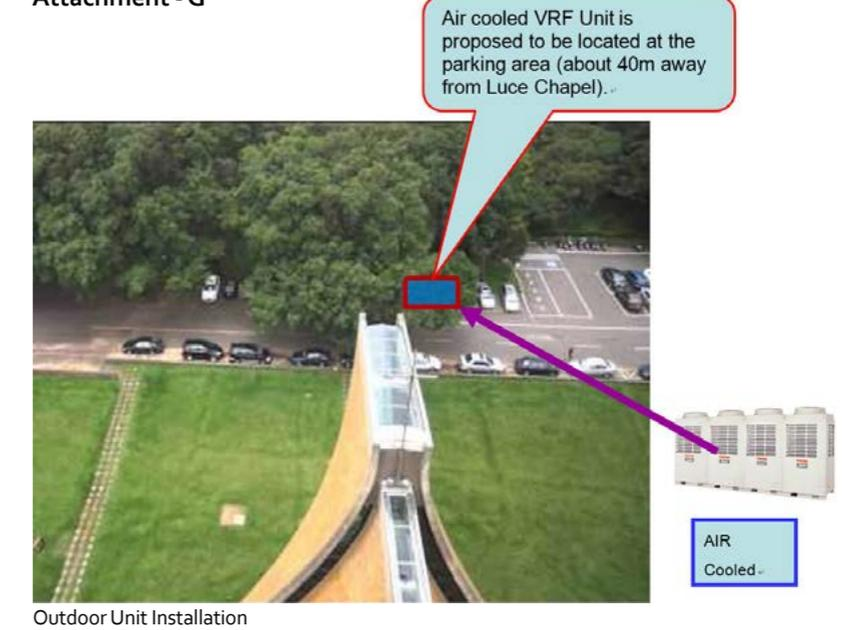 Attachment - G
Air cooled VRF Unit is
proposed to be located at the
parking area (about 40m away
from Luce Chapel).
AIR
Cooled
Outdoor Unit Installation